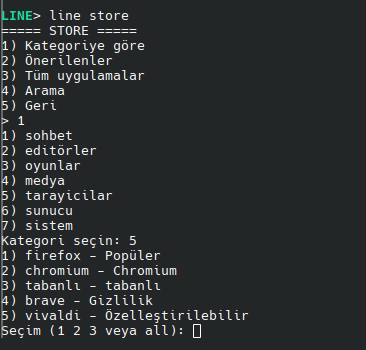 LINE> line store
===== STORE =====
1) Kategoriye göre
2) Önerilenler
3) Tüm uygulamalar
4) Arama
5) Geri
> 1
1) sohbet
2) editörler
3) oyunlar
4) medya
5) tarayicilar
6) sunucu
7) sistem
Kategori seçin: 5
1) firefox – Popüler
2) chromium – Chromium
3) tabanlı – tabanlı
4) brave – Gizlilik
5) vivaldi – Özelleştirilebilir
Seçim (1 2 3 veya all):